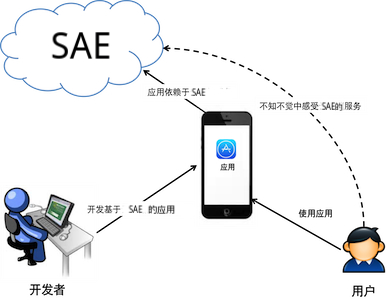 SAE
应用依赖于 SAE
不知不觉中感受 SAE的服务
应用
开发基于 SAE 的应用
使用应用
开发者
用户